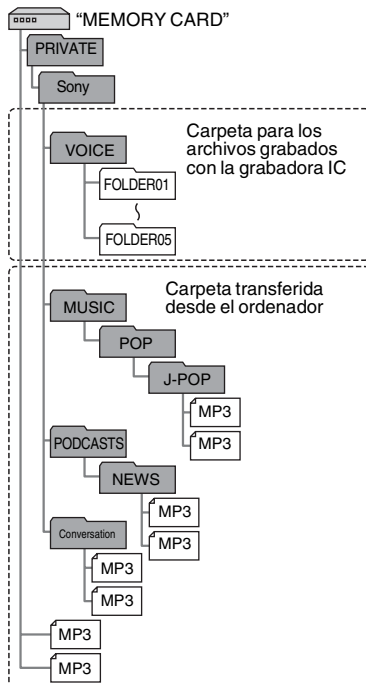 “MEMORY CARD”
PRIVATE
Sony
Carpeta para los
archivos grabados
con la grabadora IC
VOICE
FOLDER01
FOLDER05
Carpeta transferida
desde el ordenador
MUSIC
POP
J-POP
MP3
MP3
PODCASTS
NEWS
MP3
MP3
Conversation
MP3
MP3
MP3
MP3